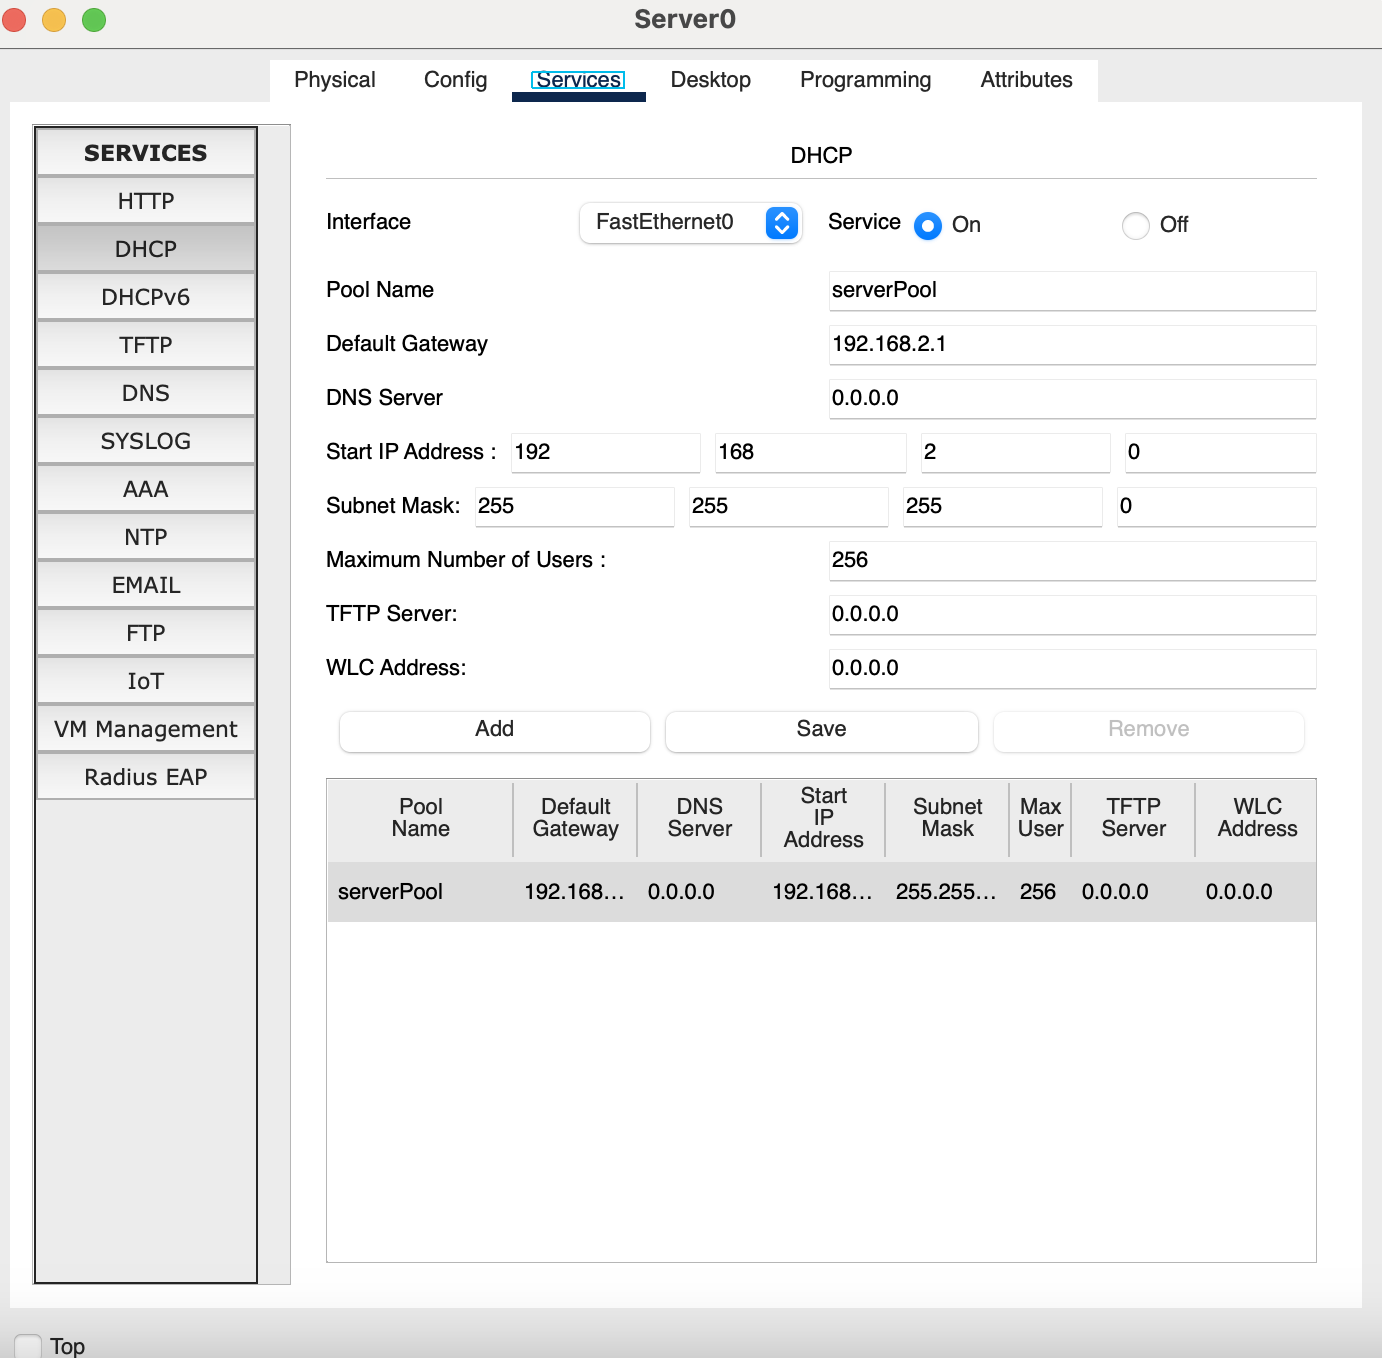 Server0
Physical Config Services Desktop Programming Attributes
SERVICES
HTTP
DHCP
DHCPv6
TFTP
DNS
SYSLOG
AAA
NTP
EMAIL
FTP
IoT
VM Management
Radius EAP
DHCP
Interface FastEthernet0 Service On Off
Pool Name serverPool
Default Gateway 192.168.2.1
DNS Server 0.0.0.0
Start IP Address : 192 168 2 0
Subnet Mask: 255 255 255 0
Maximum Number of Users : 256
TFTP Server: 0.0.0.0
WLC Address: 0.0.0.0
Add Save Remove
Pool Name Default Gateway DNS Server Start IP Address Subnet Mask Max User TFTP Server WLC Address
serverPool 192.168... 0.0.0.0 192.168... 255.255... 256 0.0.0.0 0.0.0.0
Top